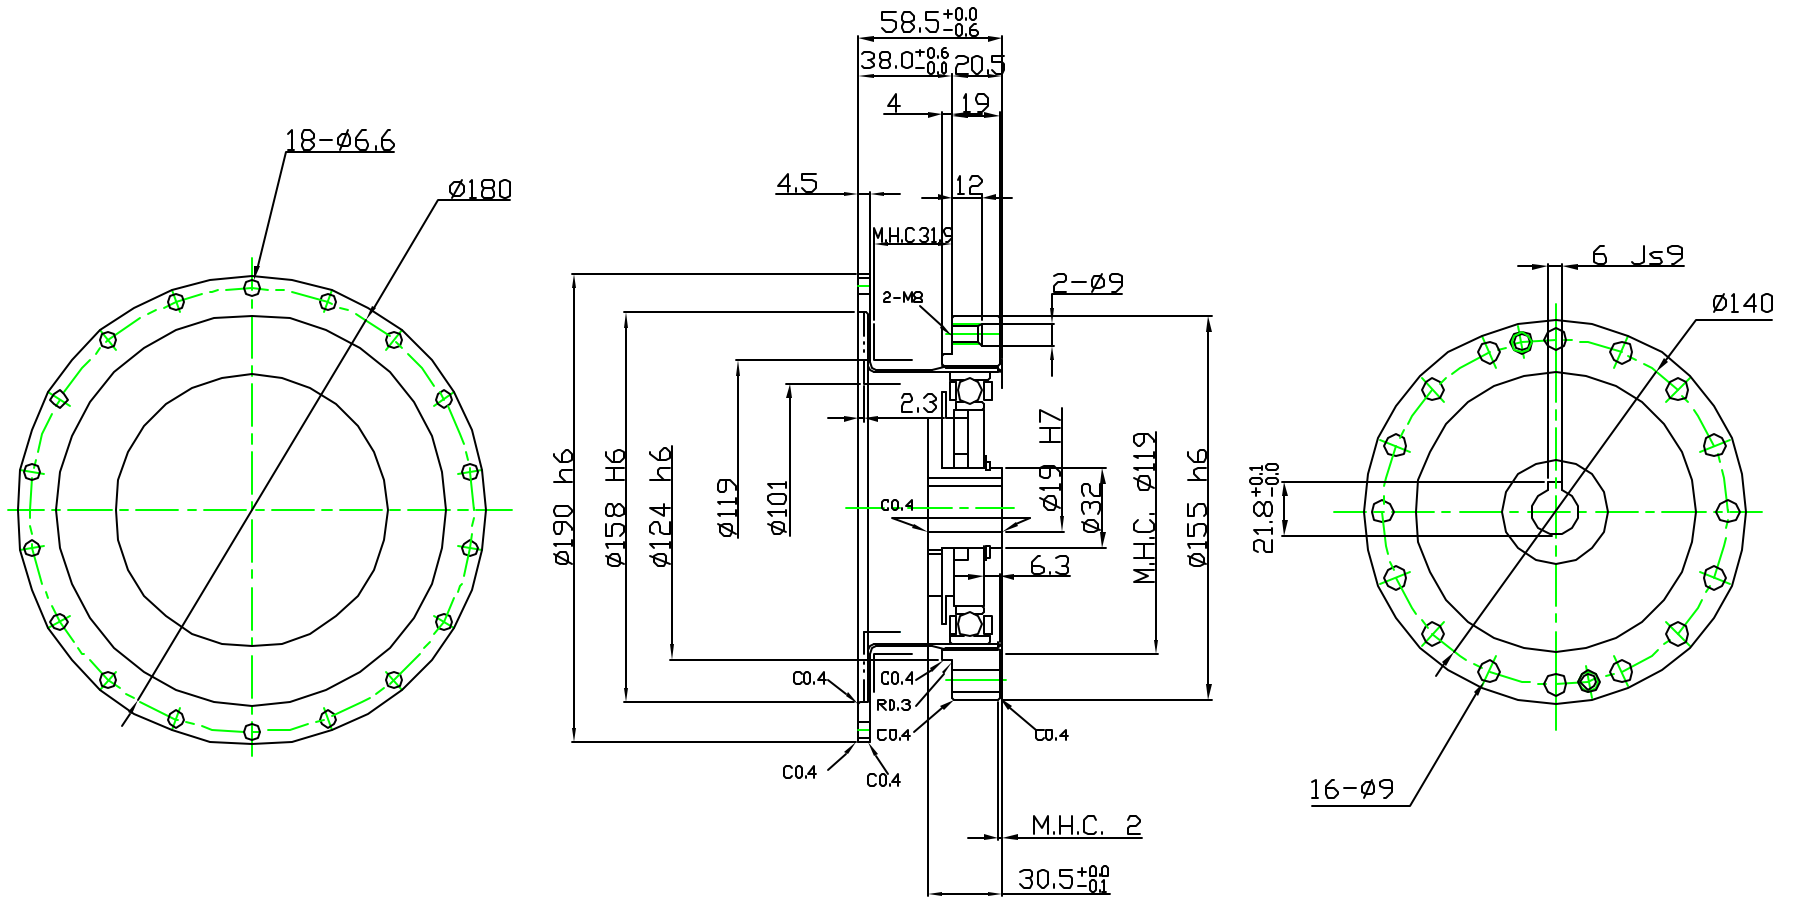 58.5 +0.0 -0.6
38.0 +0.6 -0.0 20.5
4 19
18-Ø6.6
Ø180
4.5 12
M.H.C 31.9
6 Js9
2-Ø9
2-M8
Ø140
2.3
Ø190 h6
Ø158 H6
Ø124 h6
Ø119
Ø101
C0.4
Ø19 H7
Ø32
M.H.C. Ø119
Ø155 h6
21.8 +0.1 -0.0
6.3
C0.4 C0.4
R0.3
C0.4 C0.4
C0.4 C0.4
16-Ø9
M.H.C. 2
30.5 +0.0 -0.1